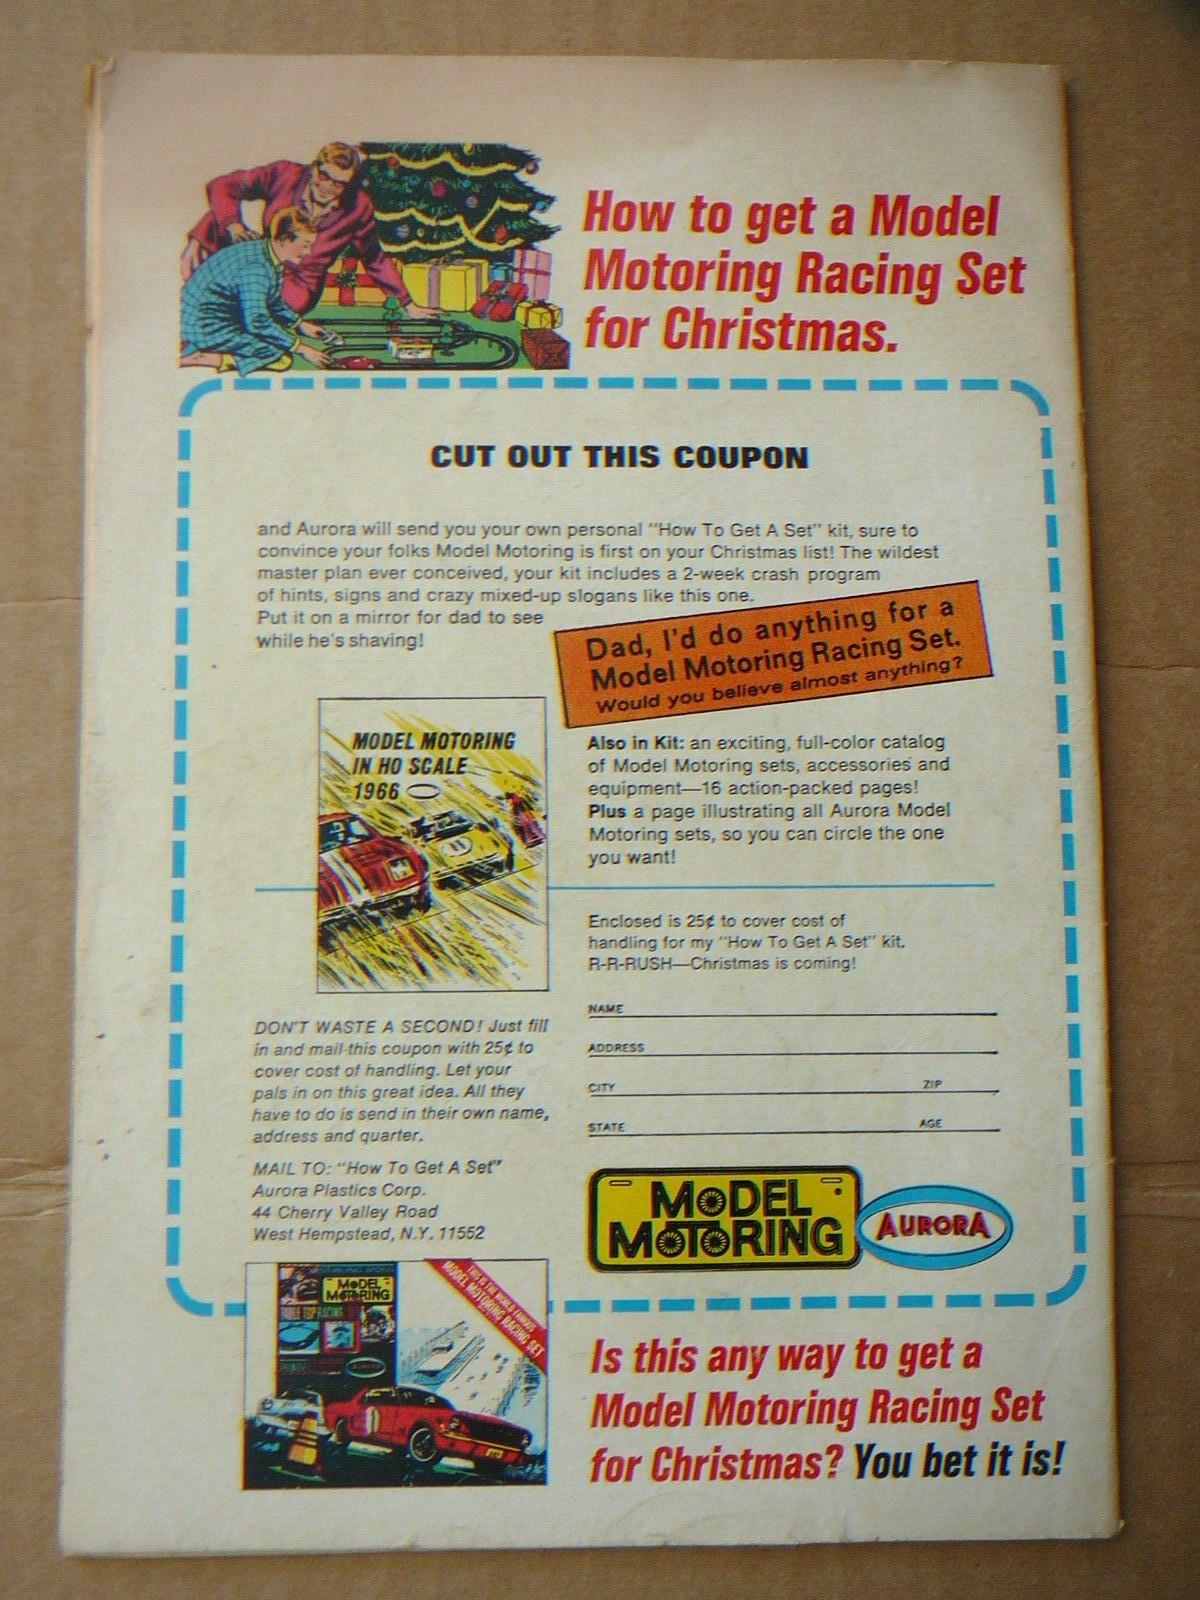 How to get a Model
Motoring Racing Set
for Christmas.
CUT OUT THIS COUPON
and Aurora will send you your own personal "How To Get A Set" kit, sure to
convince your folks Model Motoring is first on your Christmas list! The wildest
master plan ever conceived, your kit includes a 2-week crash program
of hints, signs and crazy mixed-up slogans like this one.
Put it on a mirror for dad to see
while he's shaving!
Dad, I'd do anything for a
Model Motoring Racing Set.
Would you believe almost anything?
MODEL MOTORING
IN HO SCALE
1966
Also in Kit: an exciting, full-color catalog
of Model Motoring sets, accessories and
equipment—16 action-packed pages!
Plus a page illustrating all Aurora Model
Motoring sets, so you can circle the one
you want!
Enclosed is 25¢ to cover cost of
handling for my "How To Get A Set" kit.
R-R-RUSH—Christmas is coming!
NAME
ADDRESS
CITY ZIP
STATE AGE
DON'T WASTE A SECOND! Just fill
in and mail this coupon with 25¢ to
cover cost of handling. Let your
pals in on this great idea. All they
have to do is send in their own name,
address and quarter.
MAIL TO: "How To Get A Set"
Aurora Plastics Corp.
44 Cherry Valley Road
West Hempstead, N.Y. 11552
MODEL
MOTORING
AURORA
MODEL
MOTORING
TABLE TOP RACING
AURORA
THIS IS THE WORLD FAMOUS
MODEL MOTORING RACING SET
Is this any way to get a
Model Motoring Racing Set
for Christmas? You bet it is!